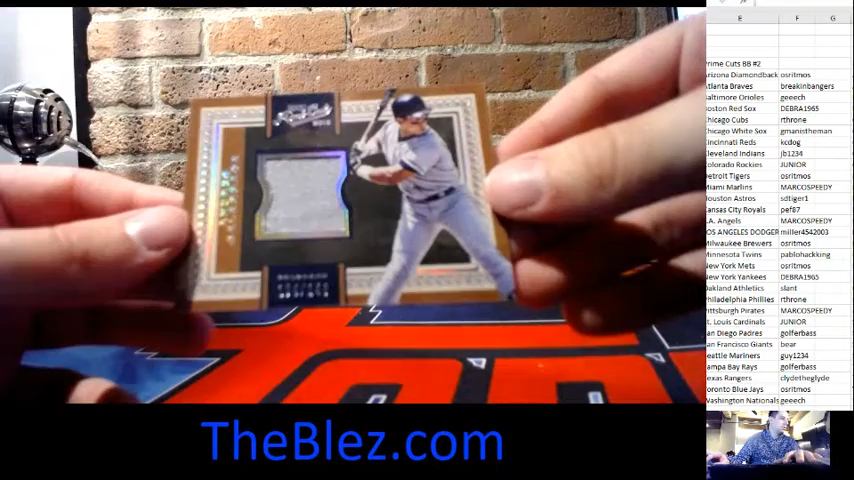 E F G
Prime Cuts BB #2
Arizona Diamondback osritmos
Atlanta Braves breakinbangers
Baltimore Orioles geeech
Boston Red Sox DEBRA1965
Chicago Cubs rthrone
Chicago White Sox gmanistheman
Cincinnati Reds kcdog
Cleveland Indians jb1234
Colorado Rockies JUNIOR
Detroit Tigers osritmos
Miami Marlins MARCOSPEEDY
Houston Astros sdtiger1
Kansas City Royals pef87
L.A. Angels MARCOSPEEDY
LOS ANGELES DODGER miller4542003
Milwaukee Brewers osritmos
Minnesota Twins pablohackking
New York Mets osritmos
New York Yankees DEBRA1965
Oakland Athletics slant
Philadelphia Phillies rthrone
Pittsburgh Pirates MARCOSPEEDY
St. Louis Cardinals JUNIOR
San Diego Padres golferbass
San Francisco Giants bear
Seattle Mariners guy1234
Tampa Bay Rays golferbass
Texas Rangers clydetheglyde
Toronto Blue Jays osritmos
Washington Nationals geeech
TheBlez.com